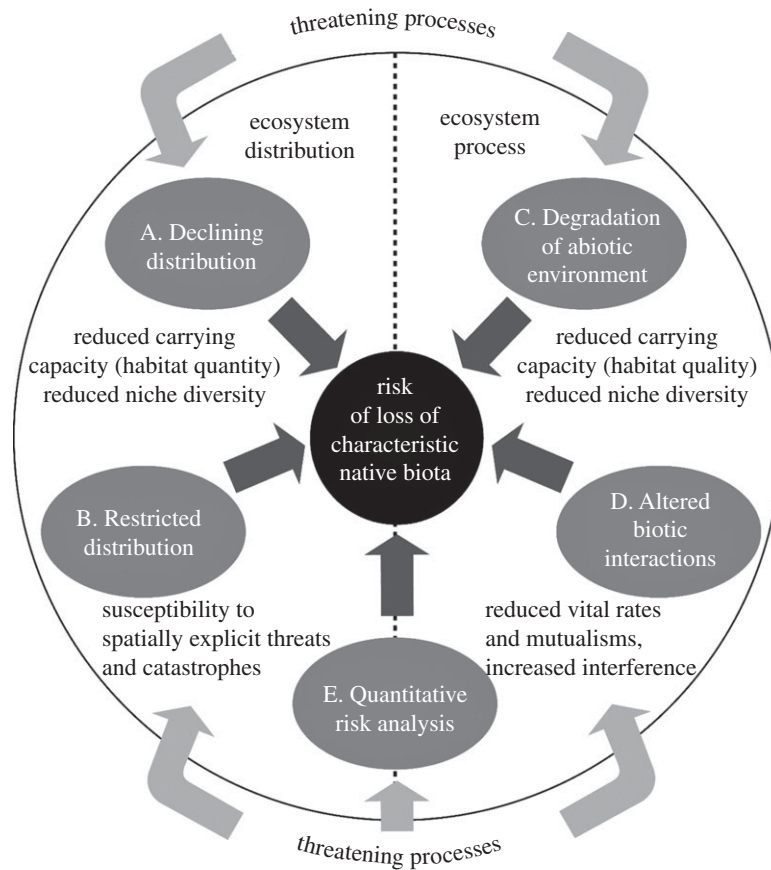 threatening processes
ecosystem
distribution
ecosystem
process
A. Declining
distribution
C. Degradation
of abiotic
environment
reduced carrying
capacity (habitat quantity)
reduced niche diversity
reduced carrying
capacity (habitat quality)
reduced niche diversity
risk
of loss of
characteristic
native biota
B. Restricted
distribution
D. Altered
biotic
interactions
susceptibility to
spatially explicit threats
and catastrophes
reduced vital rates
and mutualisms,
increased interference
E. Quantitative
risk analysis
threatening processes